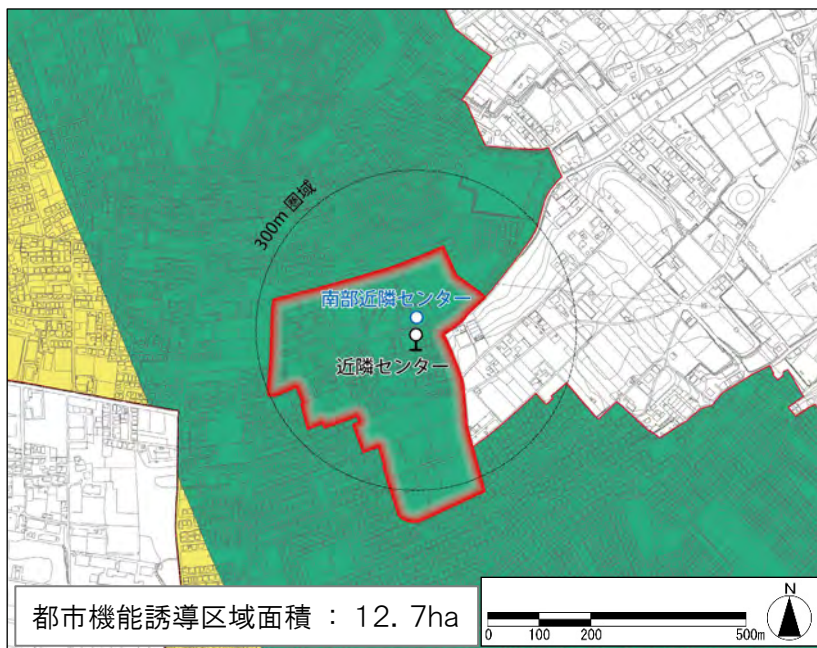 300m 圏域
南部近隣センター
近隣センター
都市機能誘導区域面積 : 12.7ha
N
0 100 200 500m